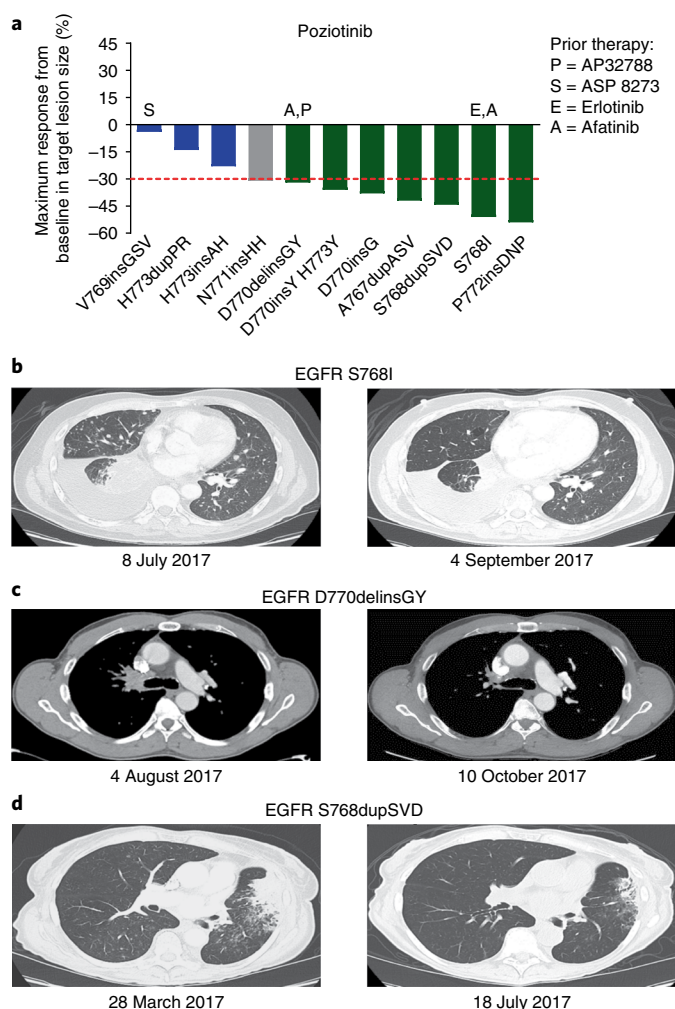 a
Poziotinib
Maximum response from
baseline in target lesion size (%)
45
30
15
0
–15
–30
–45
–60
S
A,P
E,A
Prior therapy:
P = AP32788
S = ASP 8273
E = Erlotinib
A = Afatinib
V769insGSV
H773dupPR
H773insAH
N771insHH
D770delinsGY
D770insY H773Y
D770insG
A767dupASV
S768dupSVD
S768I
P772insDNP
b
EGFR S768I
8 July 2017
4 September 2017
c
EGFR D770delinsGY
4 August 2017
10 October 2017
d
EGFR S768dupSVD
28 March 2017
18 July 2017